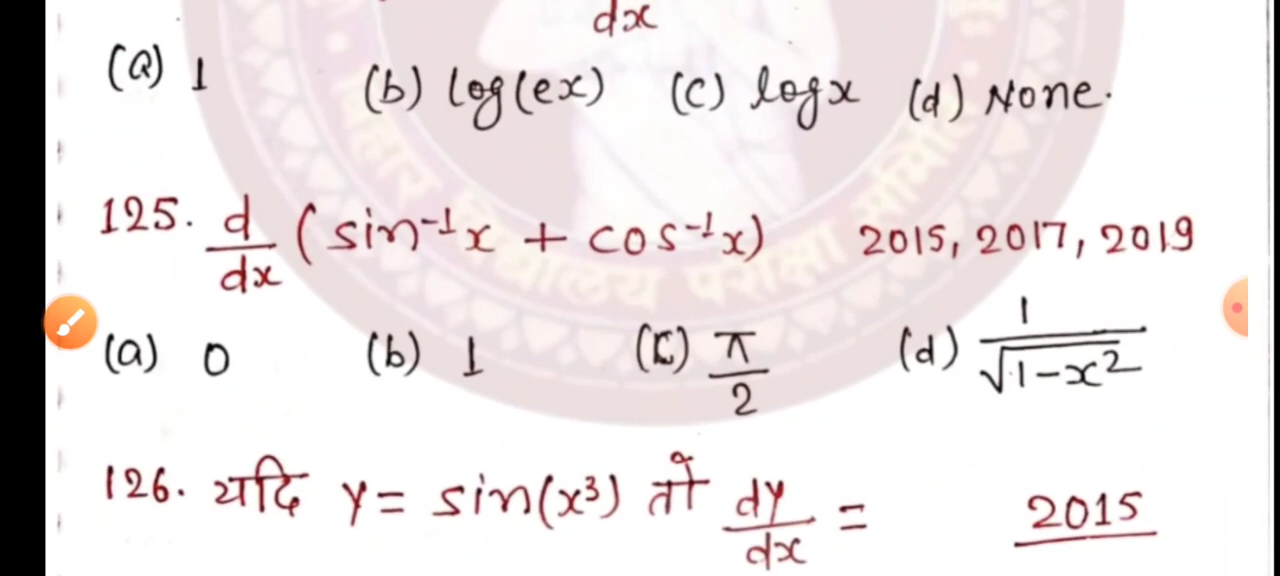 dx
(a) 1 (b) log(ex) (c) logx (d) None.
125. d/dx (sin⁻¹x + cos⁻¹x) 2015, 2017, 2019
(a) 0 (b) 1 (c) π/2 (d) 1/√1-x²
126. यदि y= sin(x³) तो dy/dx = 2015